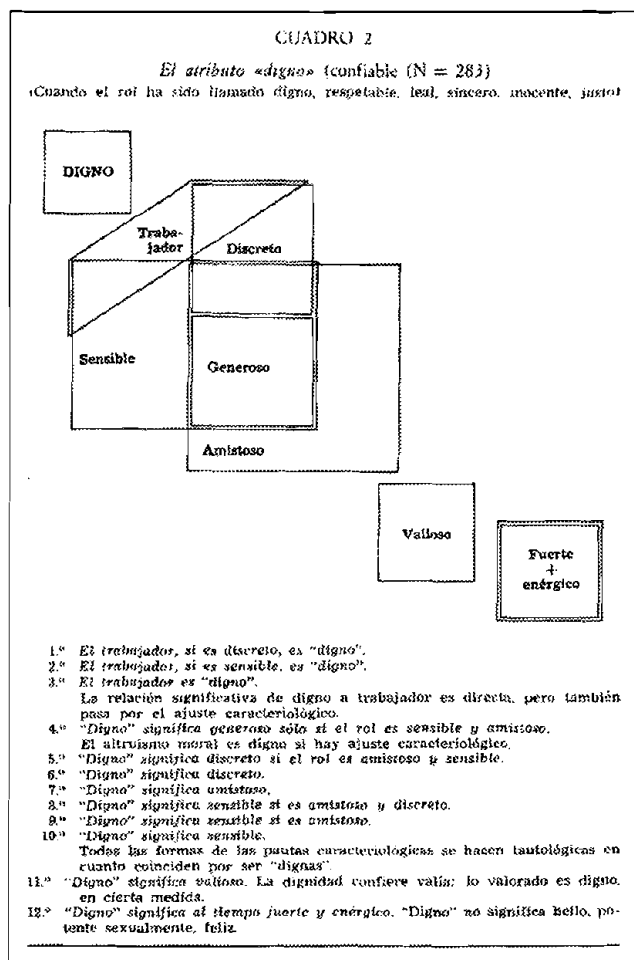 CUADRO 2
El atributo «digno» (confiable (N = 283)
(Cuando el rol ha sido llamado digno, respetable, leal, sincero, inocente, justo)
DIGNO
Traba-
jador
Discreto
Sensible
Generoso
Amistoso
Valioso
Fuerte
+
enérgico
1.º El trabajador, si es discreto, es "digno".
2.º El trabajador, si es sensible, es "digno".
3.º El trabajador es "digno".
La relación significativa de digno a trabajador es directa, pero también
pasa por el ajuste caracteriológico.
4.º "Digno" significa generoso sólo si el rol es sensible y amistoso.
El altruismo moral es digno si hay ajuste caracteriológico.
5.º "Digno" significa discreto si el rol es amistoso y sensible.
6.º "Digno" significa discreto.
7.º "Digno" significa amistoso.
8.º "Digno" significa sensible si es amistoso y discreto.
9.º "Digno" significa sensible si es amistoso.
10.º "Digno" significa sensible.
Todas las formas de las pautas caracteriológicas se hacen tautológicas en
cuanto coinciden por ser "dignas".
11.º "Digno" significa valioso. La dignidad confiere valía; lo valorado es digno,
en cierta medida.
12.º "Digno" significa al tiempo fuerte y enérgico. "Digno" no significa bello, po-
tente sexualmente, feliz.